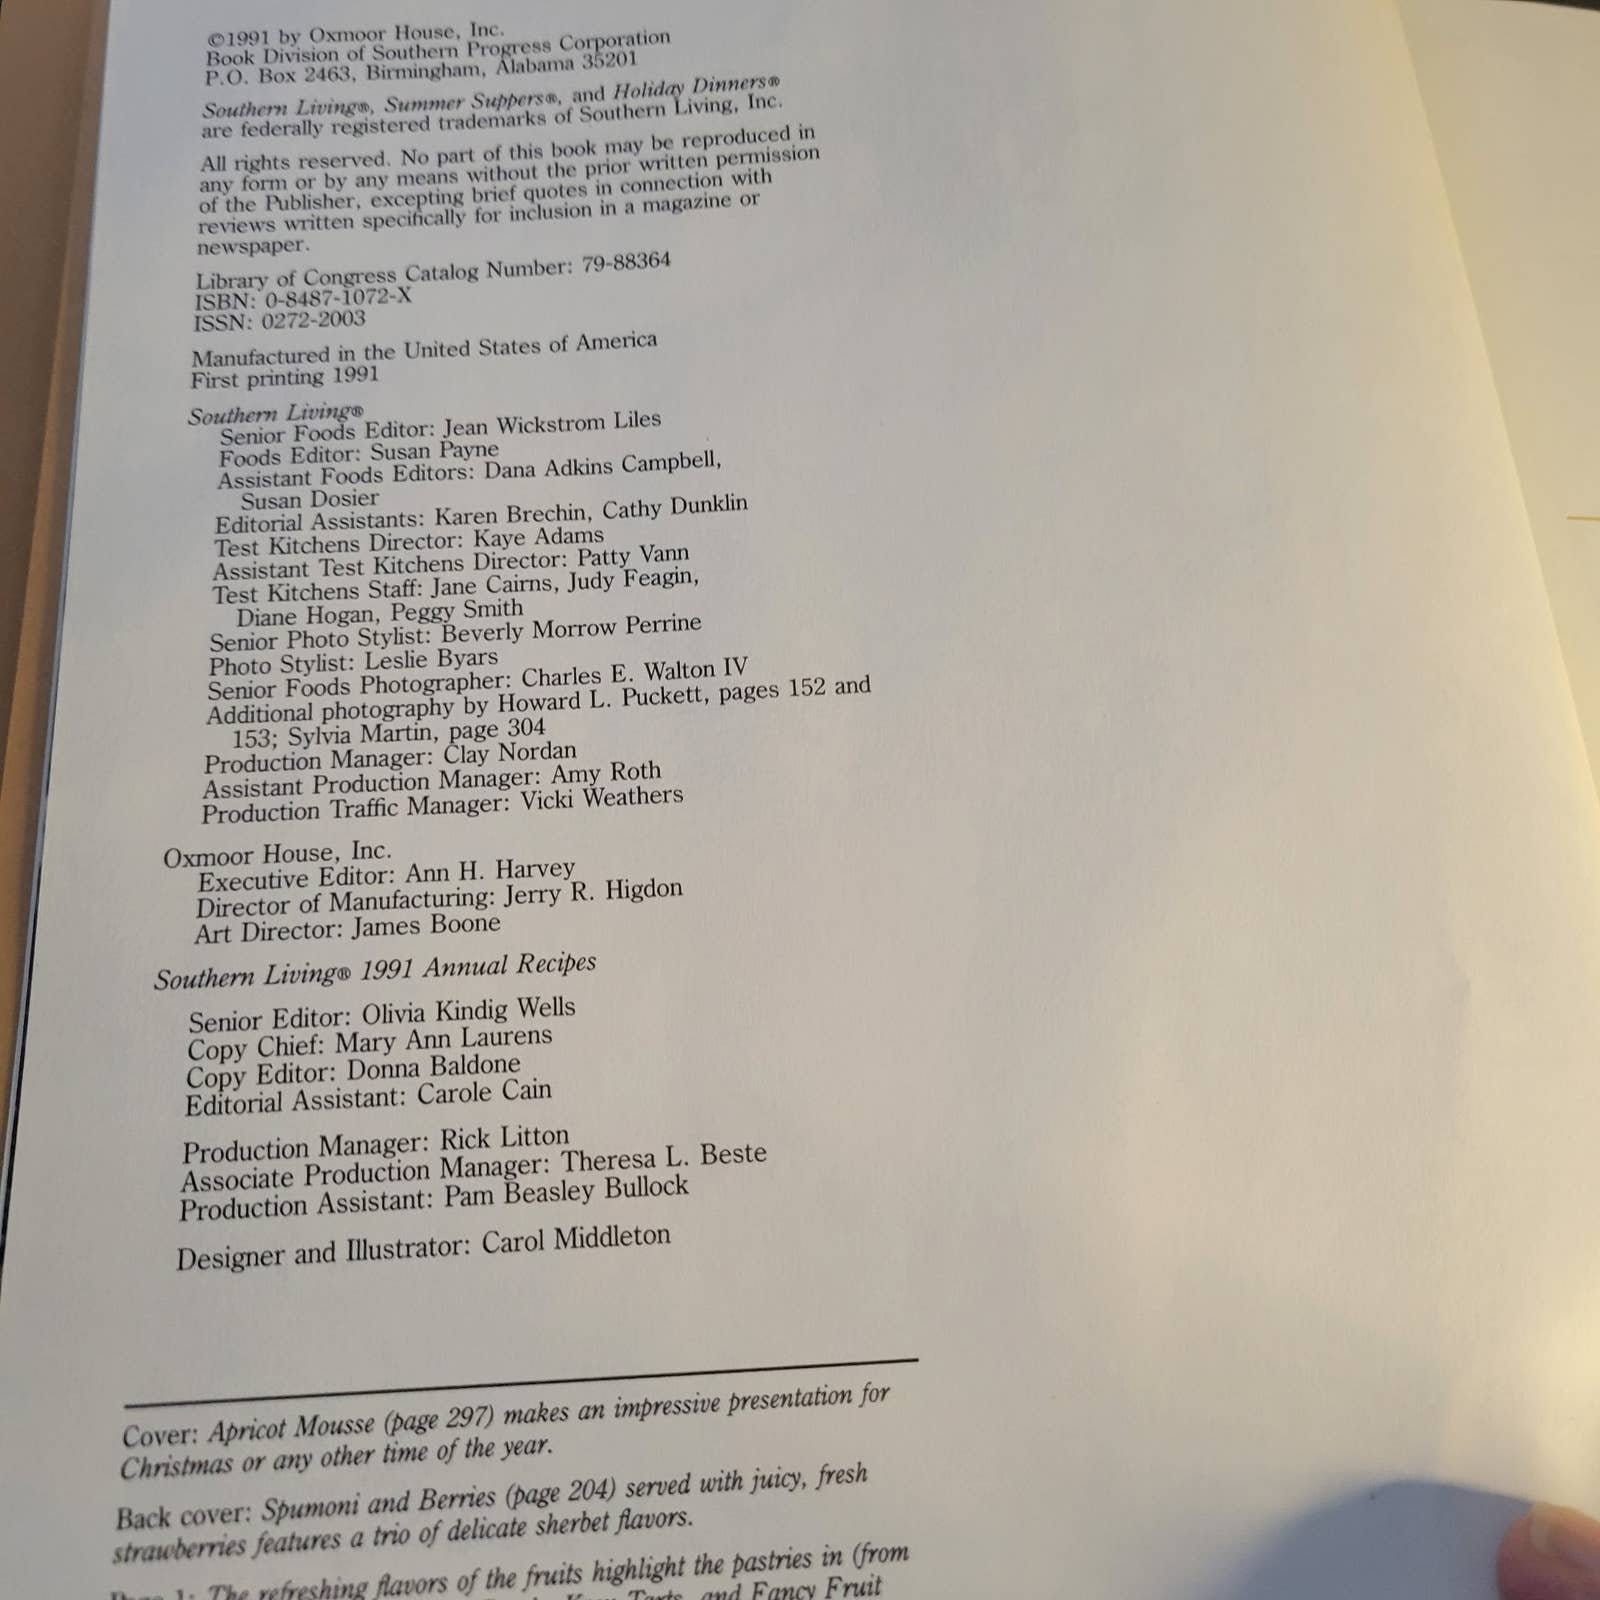 ©1991 by Oxmoor House, Inc.
Book Division of Southern Progress Corporation
P.O. Box 2463, Birmingham, Alabama 35201
Southern Living®, Summer Suppers®, and Holiday Dinners®
are federally registered trademarks of Southern Living, Inc.
All rights reserved. No part of this book may be reproduced in
any form or by any means without the prior written permission
of the Publisher, excepting brief quotes in connection with
reviews written specifically for inclusion in a magazine or
newspaper.
Library of Congress Catalog Number: 79-88364
ISBN: 0-8487-1072-X
ISSN: 0272-2003
Manufactured in the United States of America
First printing 1991
Southern Living®
Senior Foods Editor: Jean Wickstrom Liles
Foods Editor: Susan Payne
Assistant Foods Editors: Dana Adkins Campbell,
Susan Dosier
Editorial Assistants: Karen Brechin, Cathy Dunklin
Test Kitchens Director: Kaye Adams
Assistant Test Kitchens Director: Patty Vann
Test Kitchens Staff: Jane Cairns, Judy Feagin,
Diane Hogan, Peggy Smith
Senior Photo Stylist: Beverly Morrow Perrine
Photo Stylist: Leslie Byars
Senior Foods Photographer: Charles E. Walton IV
Additional photography by Howard L. Puckett, pages 152 and
153; Sylvia Martin, page 304
Production Manager: Clay Nordan
Assistant Production Manager: Amy Roth
Production Traffic Manager: Vicki Weathers
Oxmoor House, Inc.
Executive Editor: Ann H. Harvey
Director of Manufacturing: Jerry R. Higdon
Art Director: James Boone
Southern Living® 1991 Annual Recipes
Senior Editor: Olivia Kindig Wells
Copy Chief: Mary Ann Laurens
Copy Editor: Donna Baldone
Editorial Assistant: Carole Cain
Production Manager: Rick Litton
Associate Production Manager: Theresa L. Beste
Production Assistant: Pam Beasley Bullock
Designer and Illustrator: Carol Middleton
Cover: Apricot Mousse (page 297) makes an impressive presentation for
Christmas or any other time of the year.
Back cover: Spumoni and Berries (page 204) served with juicy, fresh
strawberries features a trio of delicate sherbet flavors.
Page 1: The refreshing flavors of the fruits highlight the pastries in (from
and Fancy Fruit